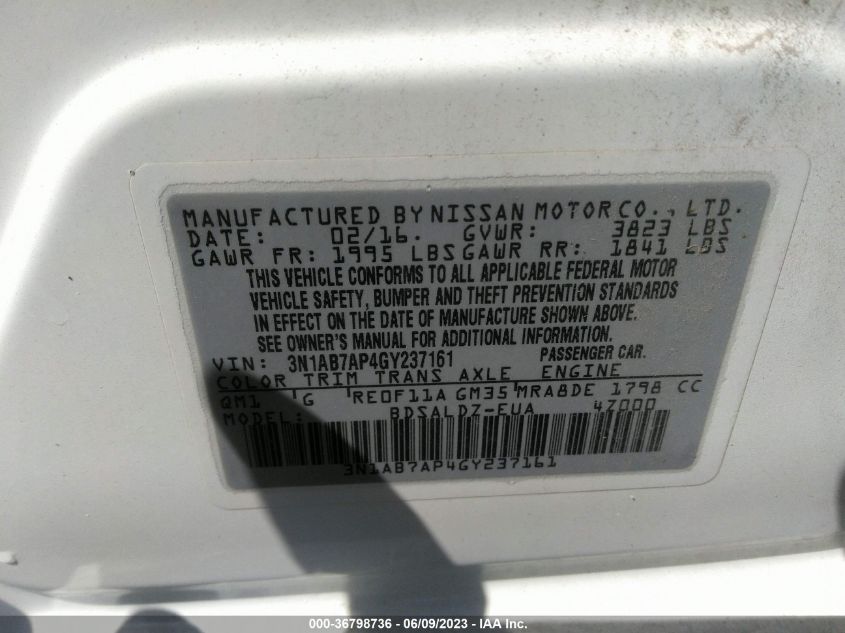 MANUFACTURED BY NISSAN MOTOR CO., LTD.
DATE: 02/16. GVWR: 3823 LBS
GAWR FR: 1995 LBS GAWR RR: 1841 LBS
THIS VEHICLE CONFORMS TO ALL APPLICABLE FEDERAL MOTOR
VEHICLE SAFETY, BUMPER AND THEFT PREVENTION STANDARDS
IN EFFECT ON THE DATE OF MANUFACTURE SHOWN ABOVE.
SEE OWNER'S MANUAL FOR ADDITIONAL INFORMATION.
VIN: 3N1AB7AP4GY237161 PASSENGER CAR.
COLOR TRIM TRANS AXLE ENGINE
QM1 G RE0F11A GM35 MRA8DE 1798 CC
MODEL: BDSALDZ-EUA 4Z000
3N1AB7AP4GY237161
000-36798736 - 06/09/2023 - IAA Inc.